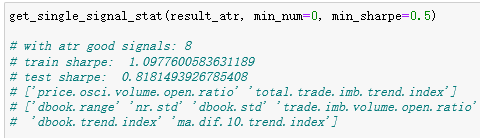 get_single_signal_stat(result_atr, min_num=0, min_sharpe=0.5)
# with atr good signals: 8
# train sharpe:  1.0977600583631189
# test sharpe:  0.8181493926785408
# ['price.osci.volume.open.ratio' 'total.trade.imb.trend.index']
# ['dbook.range' 'nr.std' 'dbook.std' 'trade.imb.volume.open.ratio'
#  'dbook.trend.index' 'ma.dif.10.trend.index']